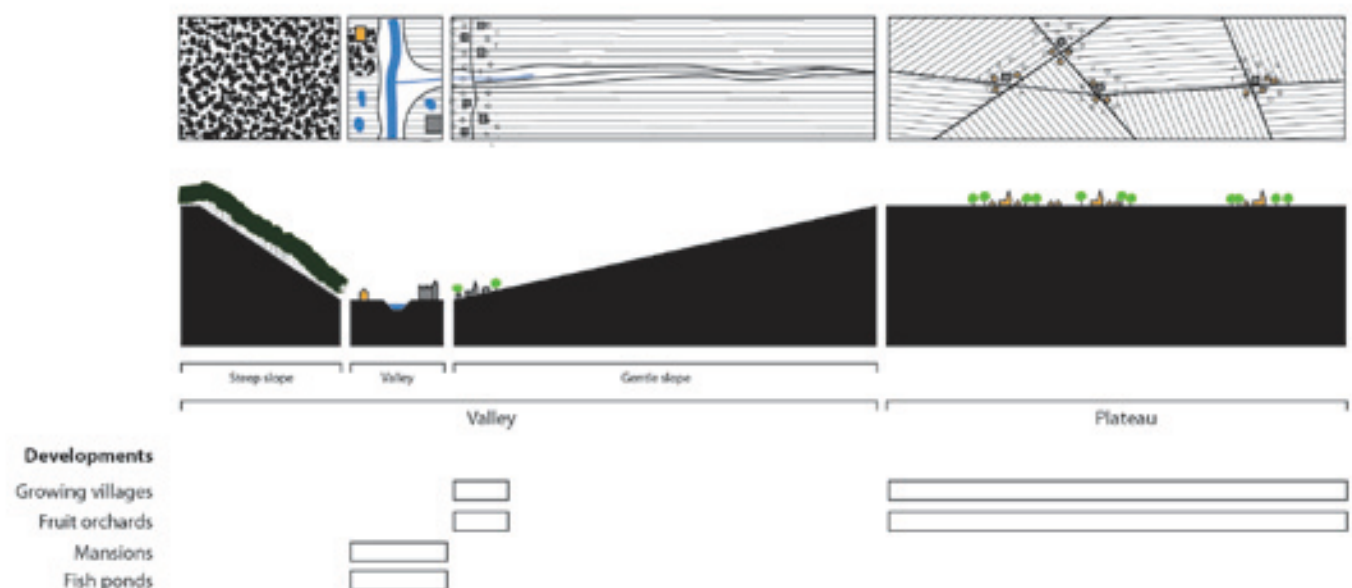 Steep slope
Valley
Gentle slope
Valley
Plateau
Developments
Growing villages
Fruit orchards
Mansions
Fish ponds